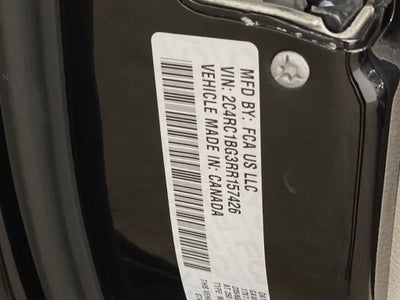 MFD BY: FCA US LLC
VIN: 2C4RC1BG3RR157426
VEHICLE MADE IN: CANADA